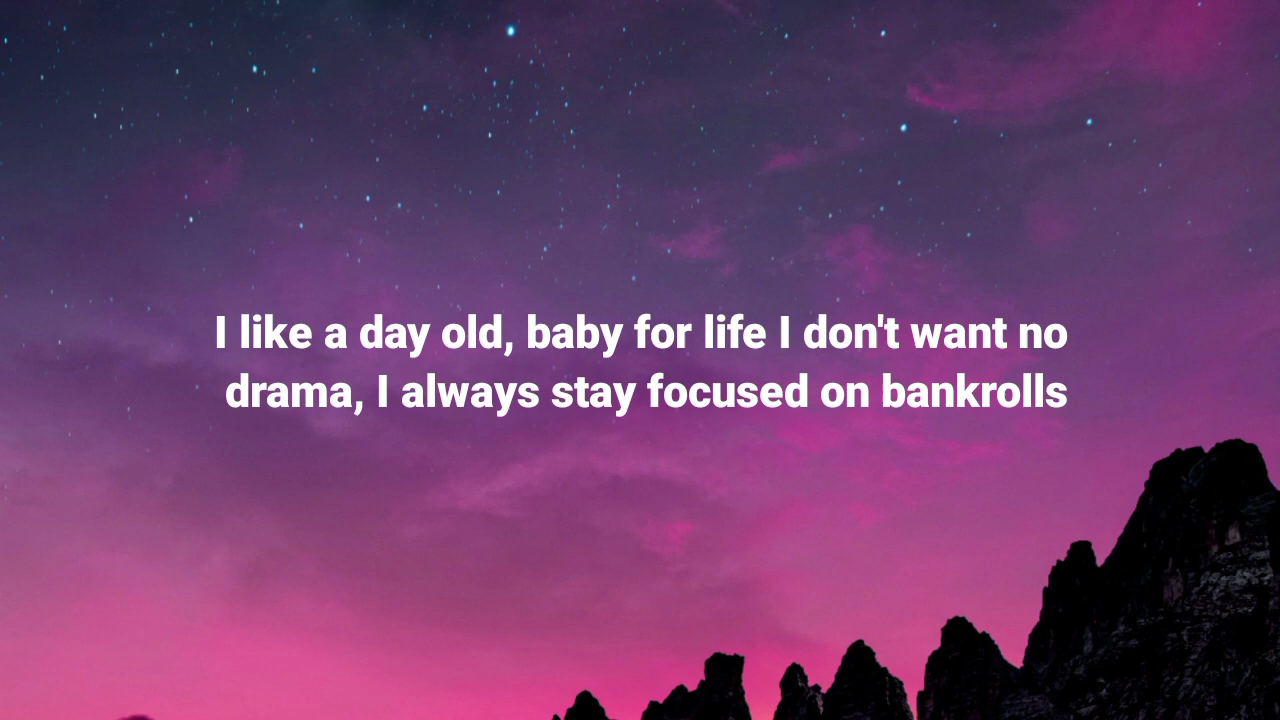 I like a day old, baby for life I don't want no
drama, I always stay focused on bankrolls